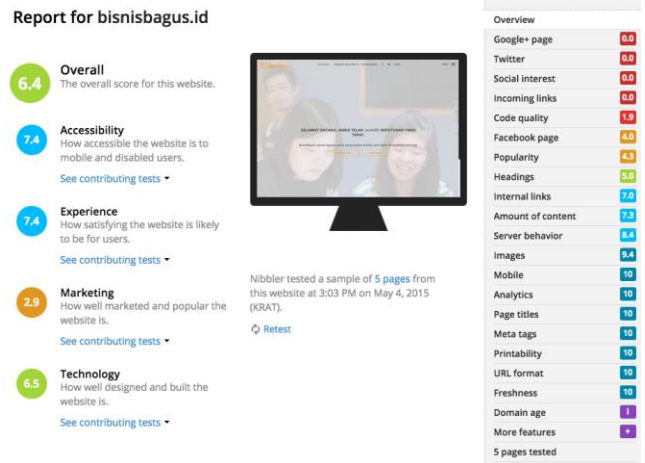 Report for bisnisbagus.id
6.4
Overall
The overall score for this website.
7.4
Accessibility
How accessible the website is to
mobile and disabled users.
See contributing tests
7.4
Experience
How satisfying the website is likely
to be for users.
See contributing tests
2.9
Marketing
How well marketed and popular the
website is.
See contributing tests
6.5
Technology
How well designed and built the
website is.
See contributing tests
Nibbler tested a sample of 5 pages from
this website at 3:03 PM on May 4, 2015
(KRAT).
Retest
Overview
Google+ page 0.0
Twitter 0.0
Social interest 0.0
Incoming links 0.0
Code quality 1.9
Facebook page 4.0
Popularity 4.3
Headings 5.0
Internal links 7.0
Amount of content 7.3
Server behavior 8.4
Images 9.4
Mobile 10
Analytics 10
Page titles 10
Meta tags 10
Printability 10
URL format 10
Freshness 10
Domain age i
More features +
5 pages tested